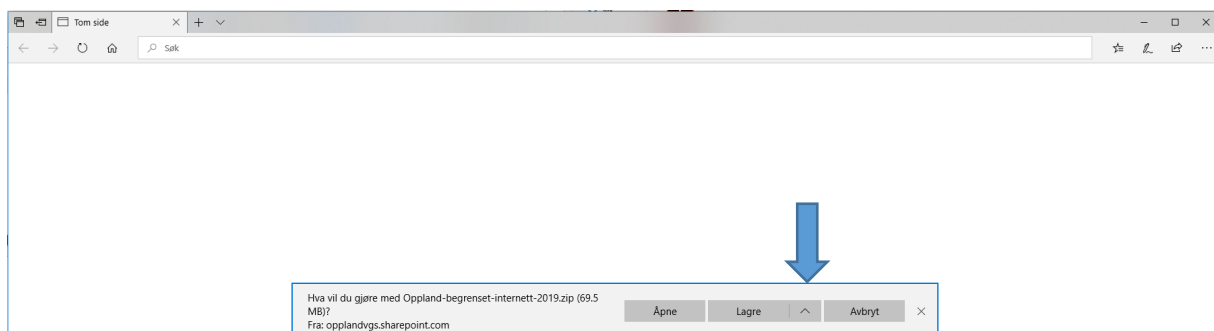 Tom side
Søk
Hva vil du gjøre med Oppland-begrenset-internett-2019.zip (69.5
MB)?
Fra: opplandvgs.sharepoint.com
Åpne
Lagre
Avbryt